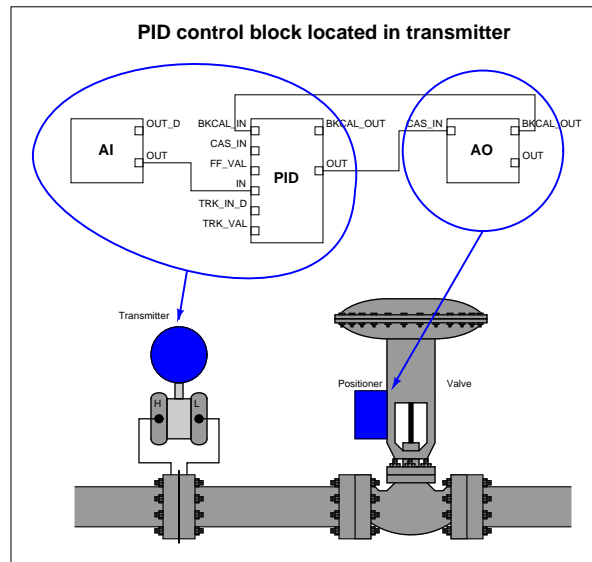 PID control block located in transmitter
OUT_D
AI
OUT
BKCAL_IN
CAS_IN
FF_VAL
IN
TRK_IN_D
TRK_VAL
PID
BKCAL_OUT
OUT
CAS_IN
AO
BKCAL_OUT
OUT
Transmitter
H
L
Positioner
Valve